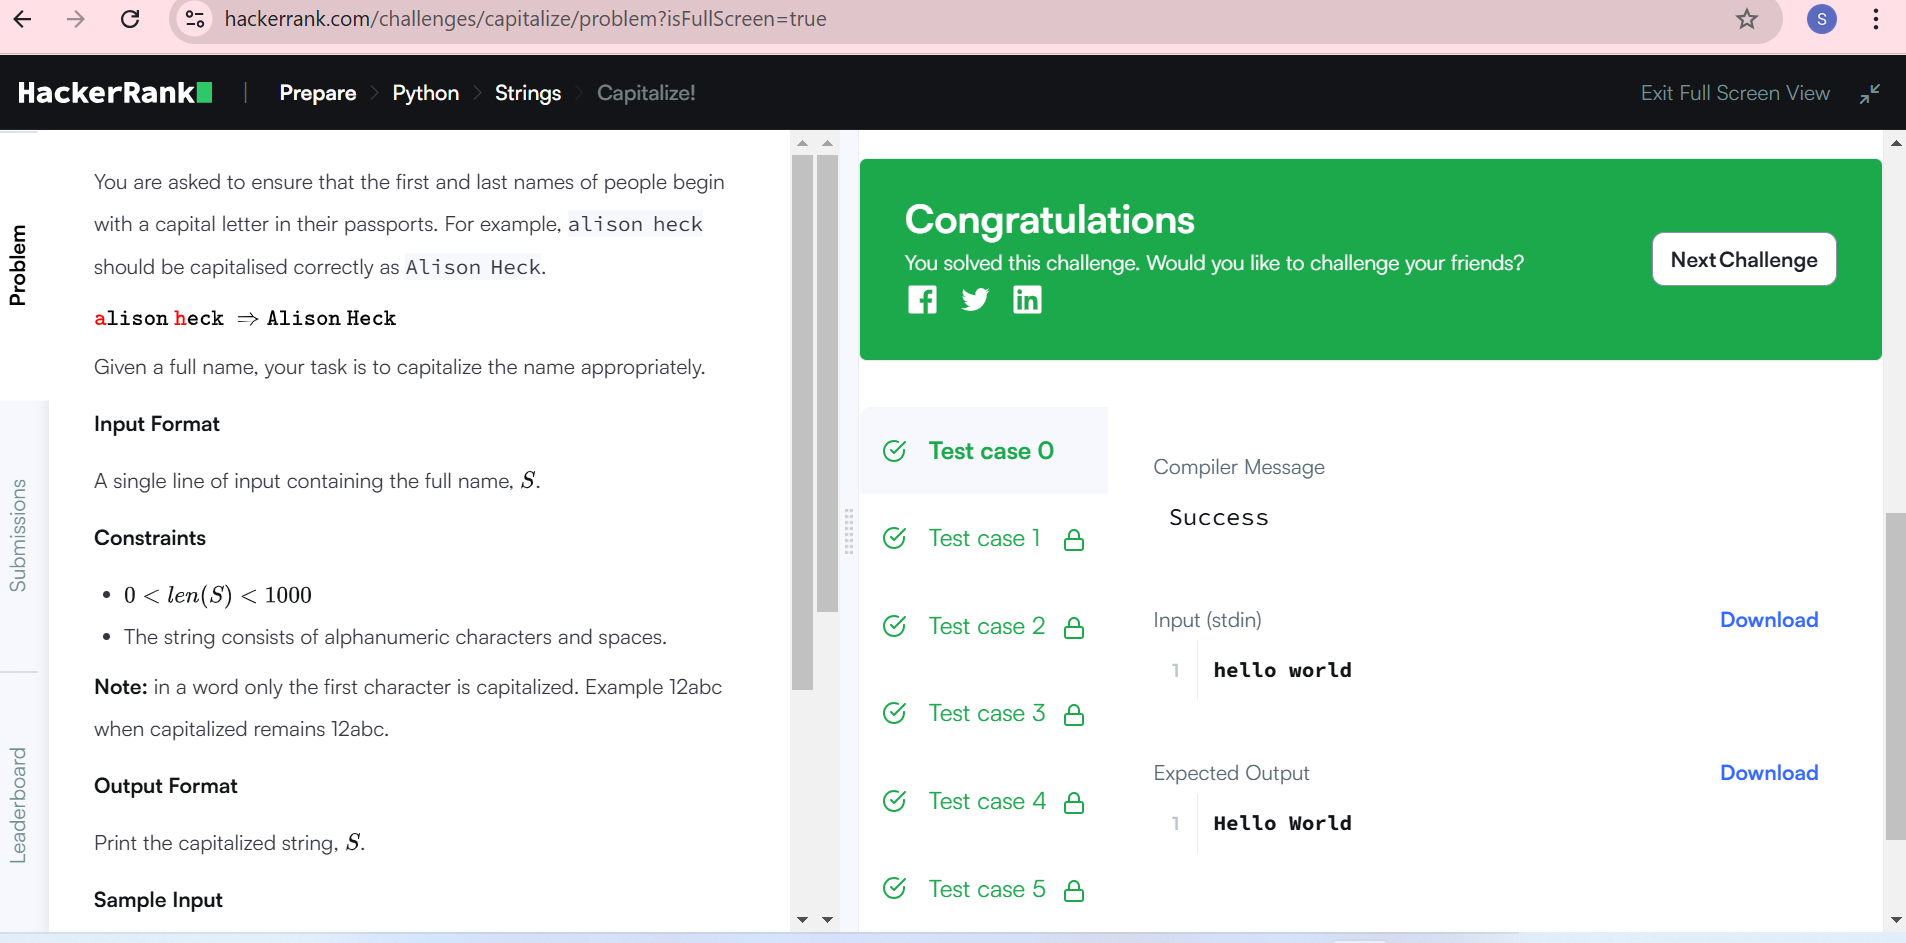 hackerrank.com/challenges/capitalize/problem?isFullScreen=true
S
HackerRank
Prepare
Python
Strings
Capitalize!
Exit Full Screen View
Problem
Submissions
Leaderboard
You are asked to ensure that the first and last names of people begin
with a capital letter in their passports. For example, alison heck
should be capitalised correctly as Alison Heck.
alison heck ⇒ Alison Heck
Given a full name, your task is to capitalize the name appropriately.
Input Format
A single line of input containing the full name, S.
Constraints
• 0 < len(S) < 1000
• The string consists of alphanumeric characters and spaces.
Note: in a word only the first character is capitalized. Example 12abc
when capitalized remains 12abc.
Output Format
Print the capitalized string, S.
Sample Input
Congratulations
You solved this challenge. Would you like to challenge your friends?
Next Challenge
Test case 0
Test case 1
Test case 2
Test case 3
Test case 4
Test case 5
Compiler Message
Success
Input (stdin)
Download
1 hello world
Expected Output
Download
1 Hello World